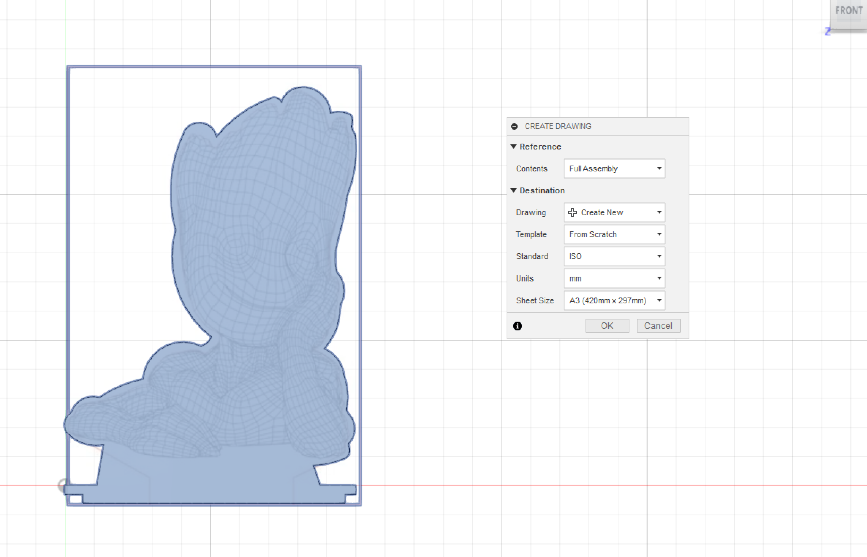 FRONT
Z
CREATE DRAWING
Reference
Contents Full Assembly
Destination
Drawing Create New
Template From Scratch
Standard ISO
Units mm
Sheet Size A3 (420mm x 297mm)
OK Cancel